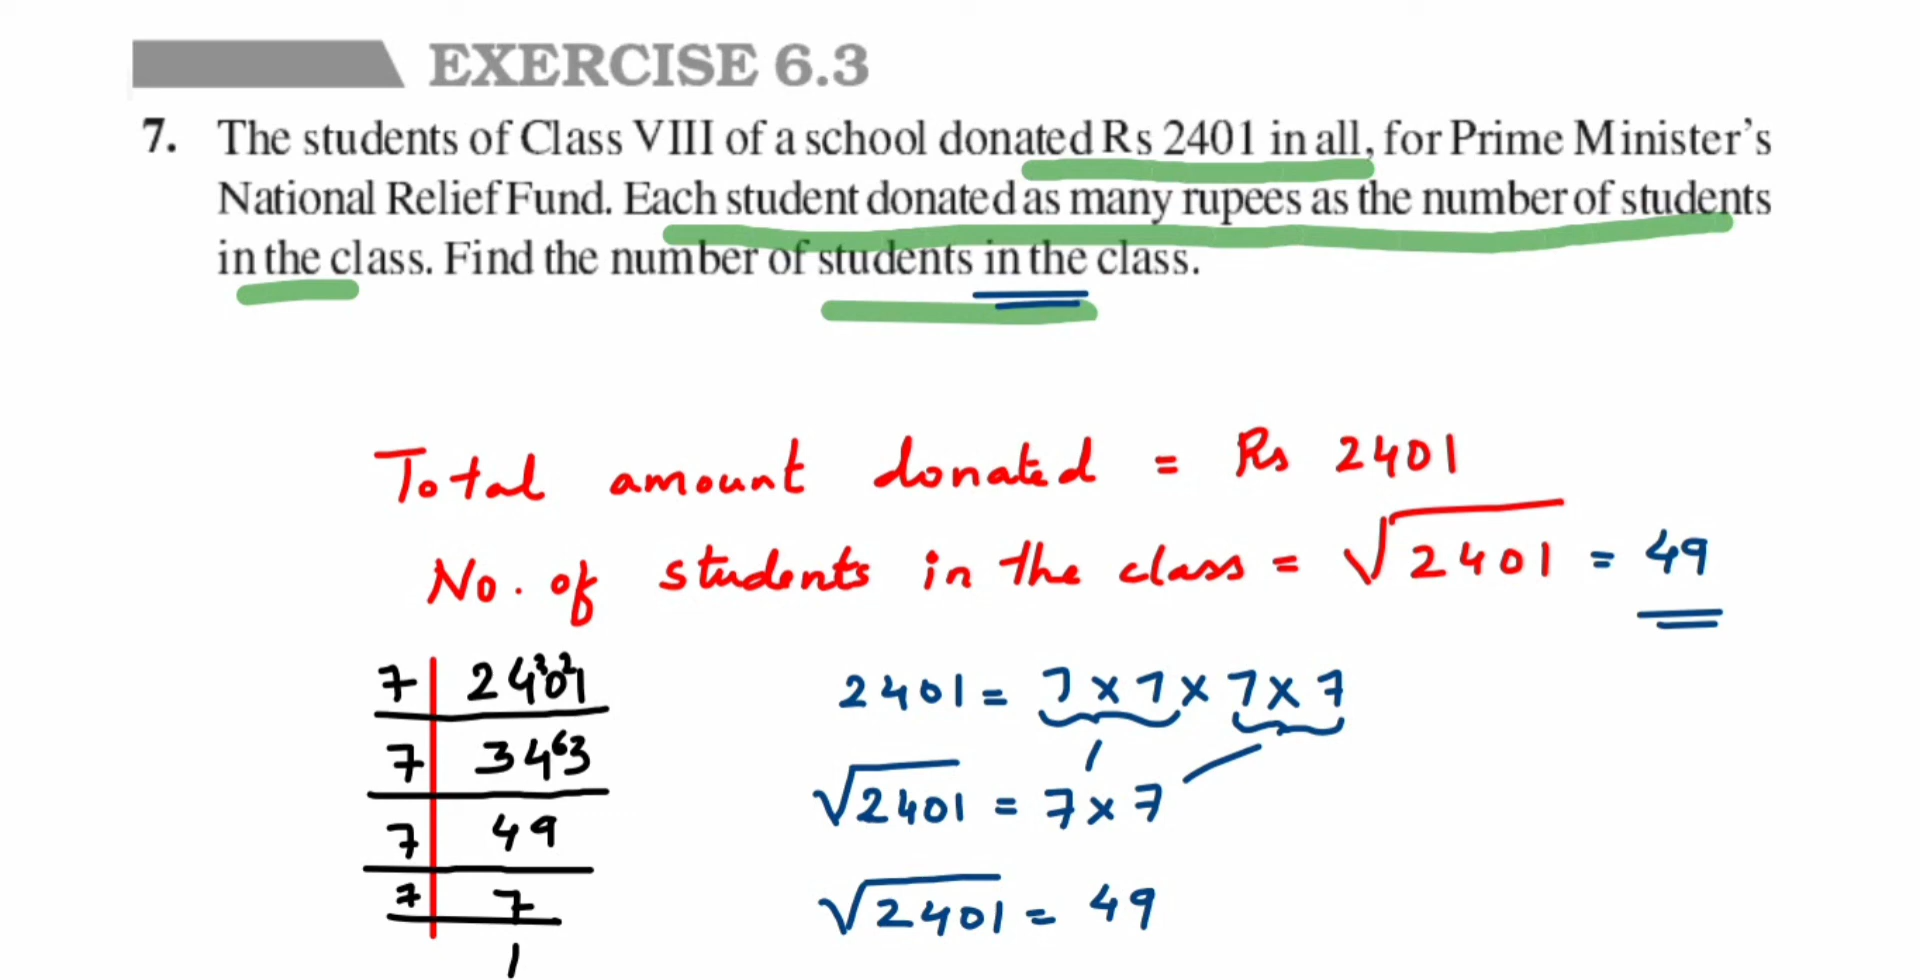 EXERCISE 6.3
7. The students of Class VIII of a school donated Rs 2401 in all, for Prime Minister's
National Relief Fund. Each student donated as many rupees as the number of students
in the class. Find the number of students in the class.
Total amount donated = Rs 2401
No. of students in the class = √2401 = 49
7 | 24³0²1
7 | 34⁶3
7 | 49
7 | 7
1
2401 = 7 × 7 × 7 × 7
√2401 = 7 × 7
√2401 = 49